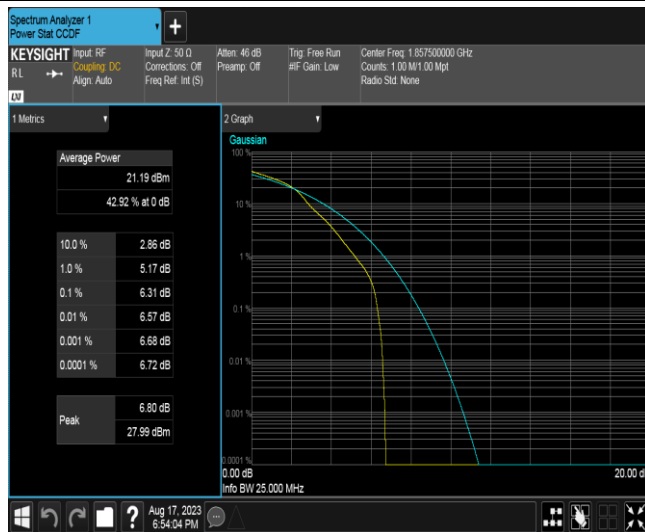 Spectrum Analyzer 1
Power Stat CCDF
+
KEYSIGHT
RL
LXI
Input: RF
Coupling: DC
Align: Auto
Input Z: 50 Ω
Corrections: Off
Freq Ref: Int (S)
Atten: 46 dB
Preamp: Off
Trig: Free Run
#IF Gain: Low
Center Freq: 1.857500000 GHz
Counts: 1.00 M/1.00 Mpt
Radio Std: None
1 Metrics
Average Power
21.19 dBm
42.92 % at 0 dB
10.0 % 2.86 dB
1.0 % 5.17 dB
0.1 % 6.31 dB
0.01 % 6.57 dB
0.001 % 6.68 dB
0.0001 % 6.72 dB
Peak
6.80 dB
27.99 dBm
2 Graph
Gaussian
100 %
10 %
1 %
0.1 %
0.01 %
0.001 %
0.0001 %
0.00 dB
20.00 d
Info BW 25.000 MHz
?
Aug 17, 2023
6:54:04 PM